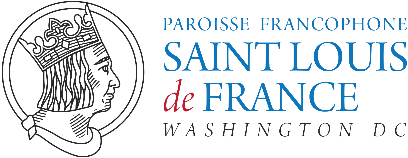 PAROISSE FRANCOPHONE
SAINT LOUIS
de FRANCE
WASHINGTON DC